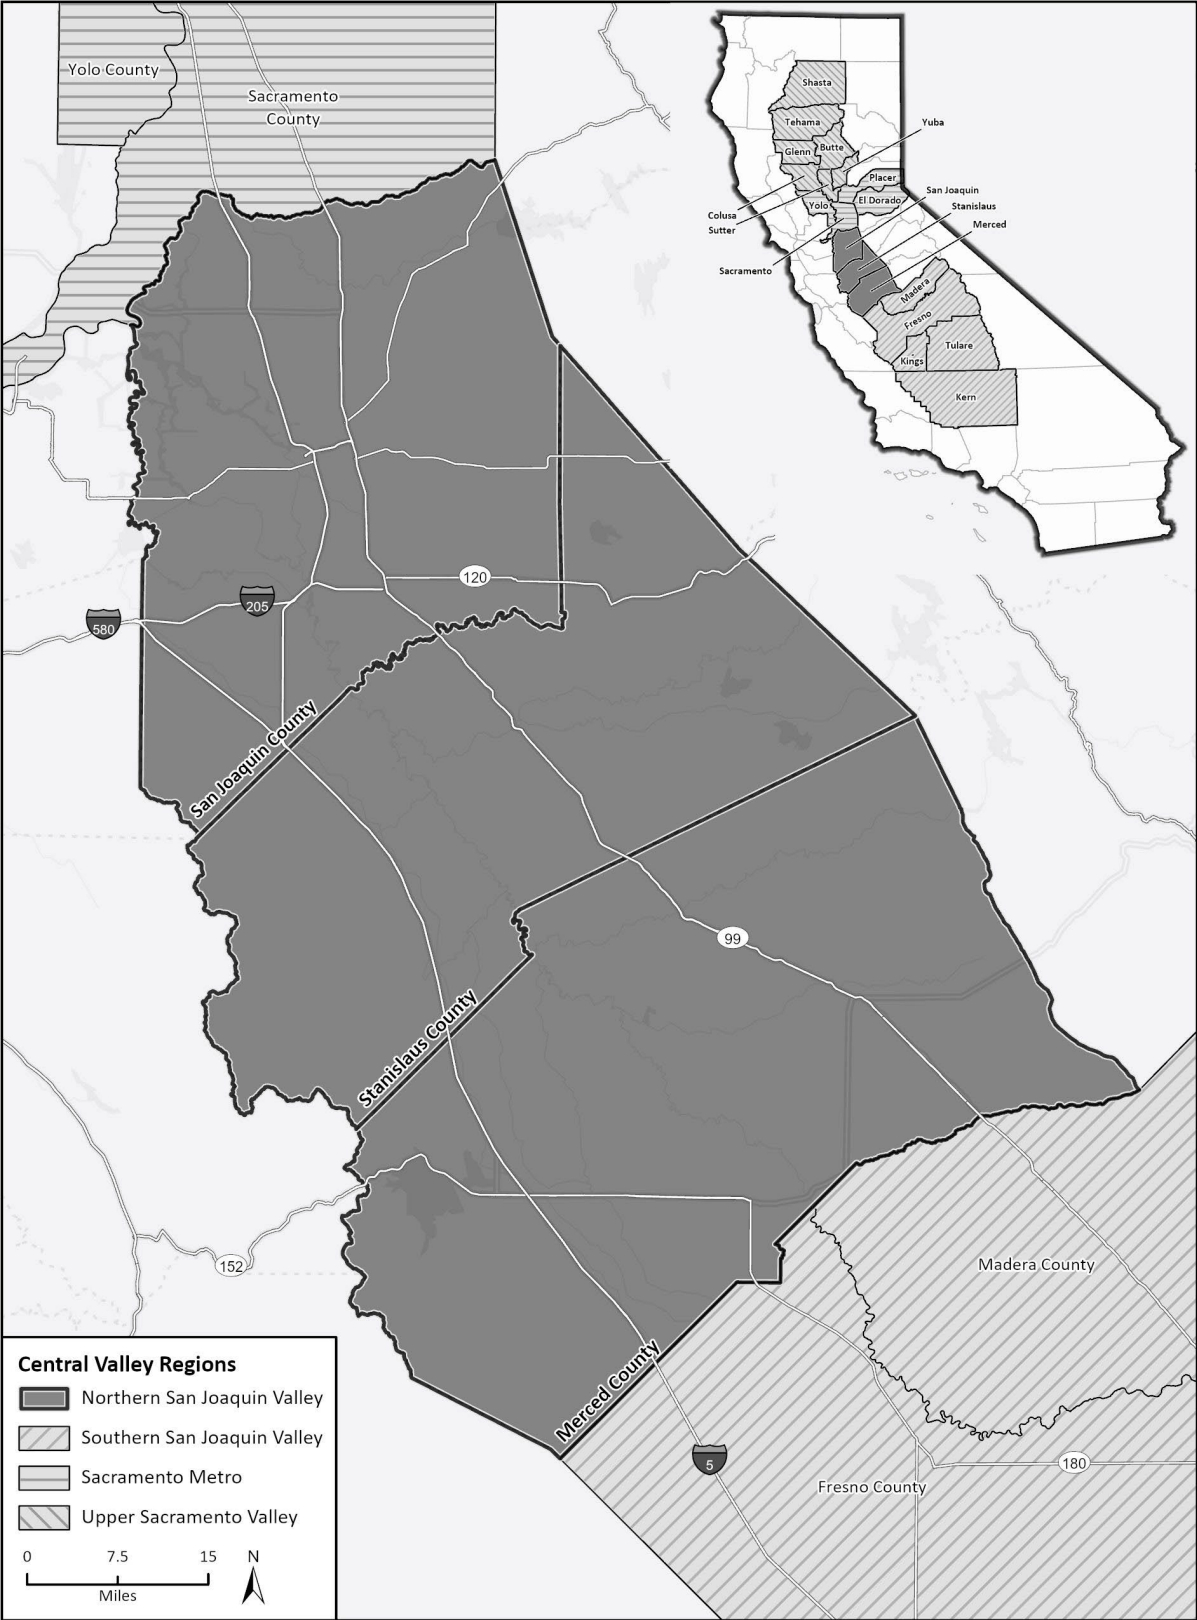 Yolo County
Sacramento
County
Shasta
Tehama
Yuba
Glenn
Butte
Placer
San Joaquin
Yolo
El Dorado
Stanislaus
Colusa
Sutter
Merced
Sacramento
Madera
Fresno
Tulare
Kings
Kern
120
205
580
San Joaquin County
99
Stanislaus County
152
Madera County
Merced County
5
180
Fresno County
Central Valley Regions
Northern San Joaquin Valley
Southern San Joaquin Valley
Sacramento Metro
Upper Sacramento Valley
0 7.5 15
Miles
N